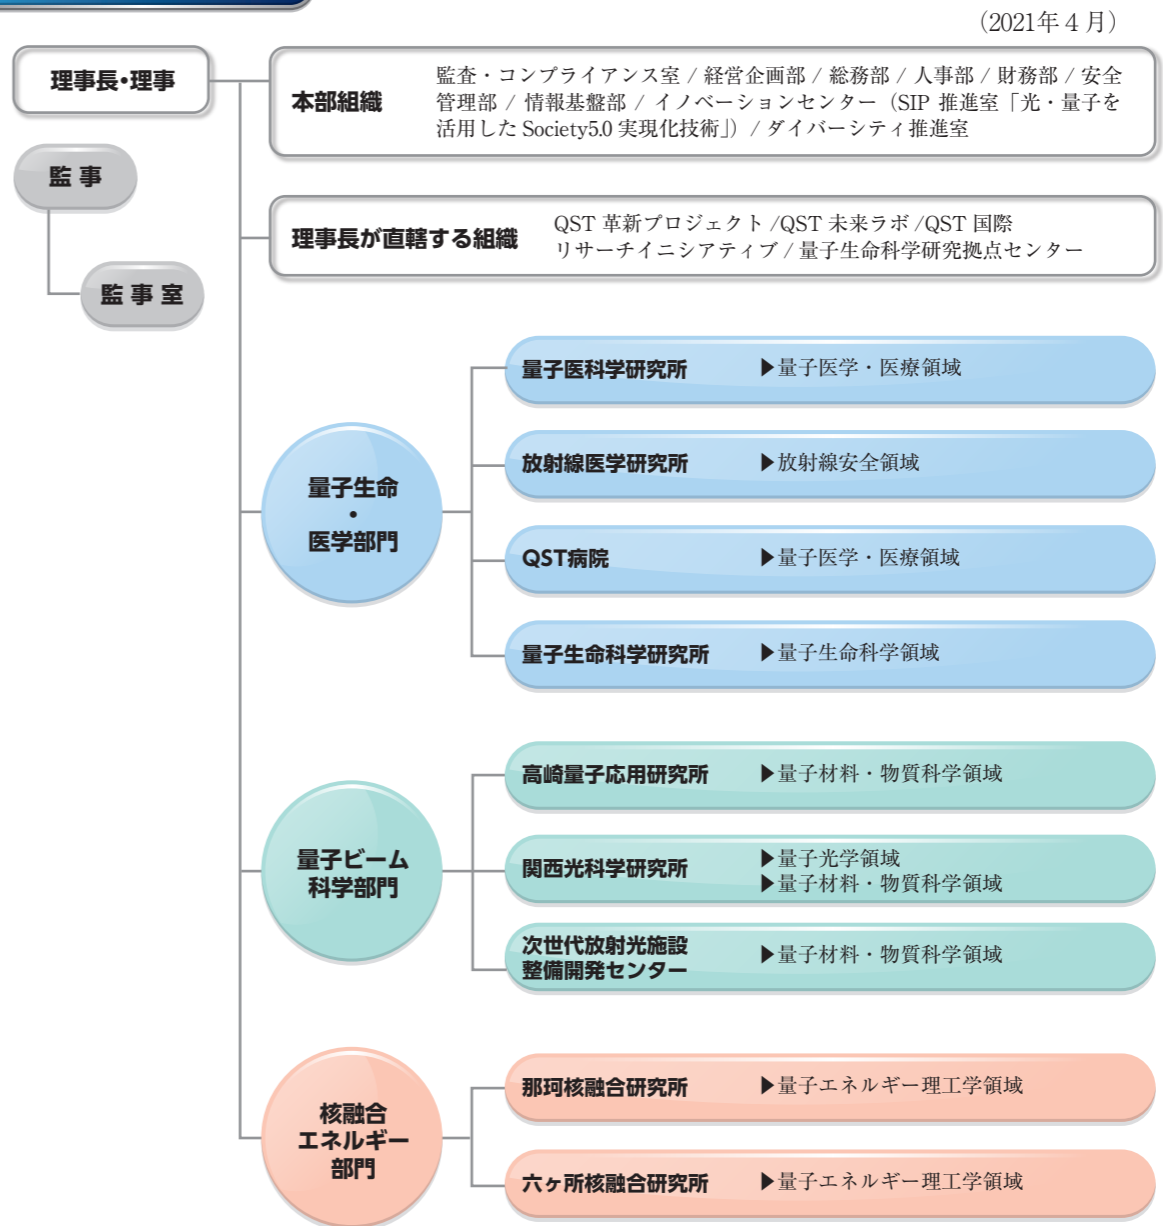 （2021年４月）
理事長・理事
本部組織
監査・コンプライアンス室 / 経営企画部 / 総務部 / 人事部 / 財務部 / 安全
管理部 / 情報基盤部 / イノベーションセンター（SIP 推進室「光・量子を
活用した Society5.0 実現化技術」）/ ダイバーシティ推進室
監 事
監 事 室
理事長が直轄する組織
QST 革新プロジェクト /QST 未来ラボ /QST 国際
リサーチイニシアティブ / 量子生命科学研究拠点センター
量子生命
・
医学部門
量子医科学研究所
▶量子医学・医療領域
放射線医学研究所
▶放射線安全領域
QST病院
▶量子医学・医療領域
量子生命科学研究所
▶量子生命科学領域
量子ビーム
科学部門
高崎量子応用研究所
▶量子材料・物質科学領域
関西光科学研究所
▶量子光学領域
▶量子材料・物質科学領域
次世代放射光施設
整備開発センター
▶量子材料・物質科学領域
核融合
エネルギー
部門
那珂核融合研究所
▶量子エネルギー理工学領域
六ヶ所核融合研究所
▶量子エネルギー理工学領域